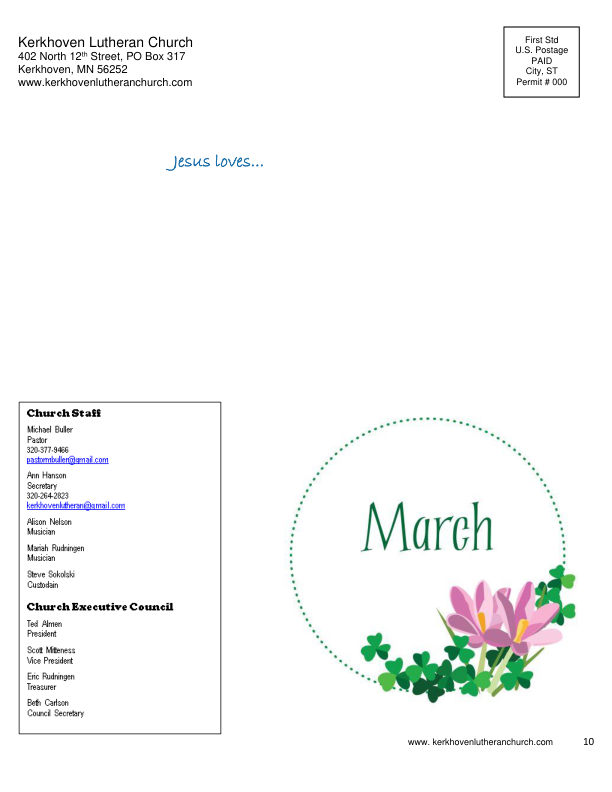 Kerkhoven Lutheran Church
402 North 12th Street, PO Box 317
Kerkhoven, MN 56252
www.kerkhovenlutheranchurch.com
First Std
U.S. Postage
PAID
City, ST
Permit # 000
Jesus loves...
Church Staff
Michael Buller
Pastor
320-377-9466
pastormbuller@gmail.com
Ann Hanson
Secretary
320-264-2823
kerkhovenlutheran@gmail.com
Alison Nelson
Musician
Mariah Rudningen
Musician
Steve Sokolski
Custodain
Church Executive Council
Ted Almen
President
Scott Mitteness
Vice President
Eric Rudningen
Treasurer
Beth Carlson
Council Secretary
March
www. kerkhovenlutheranchurch.com 10